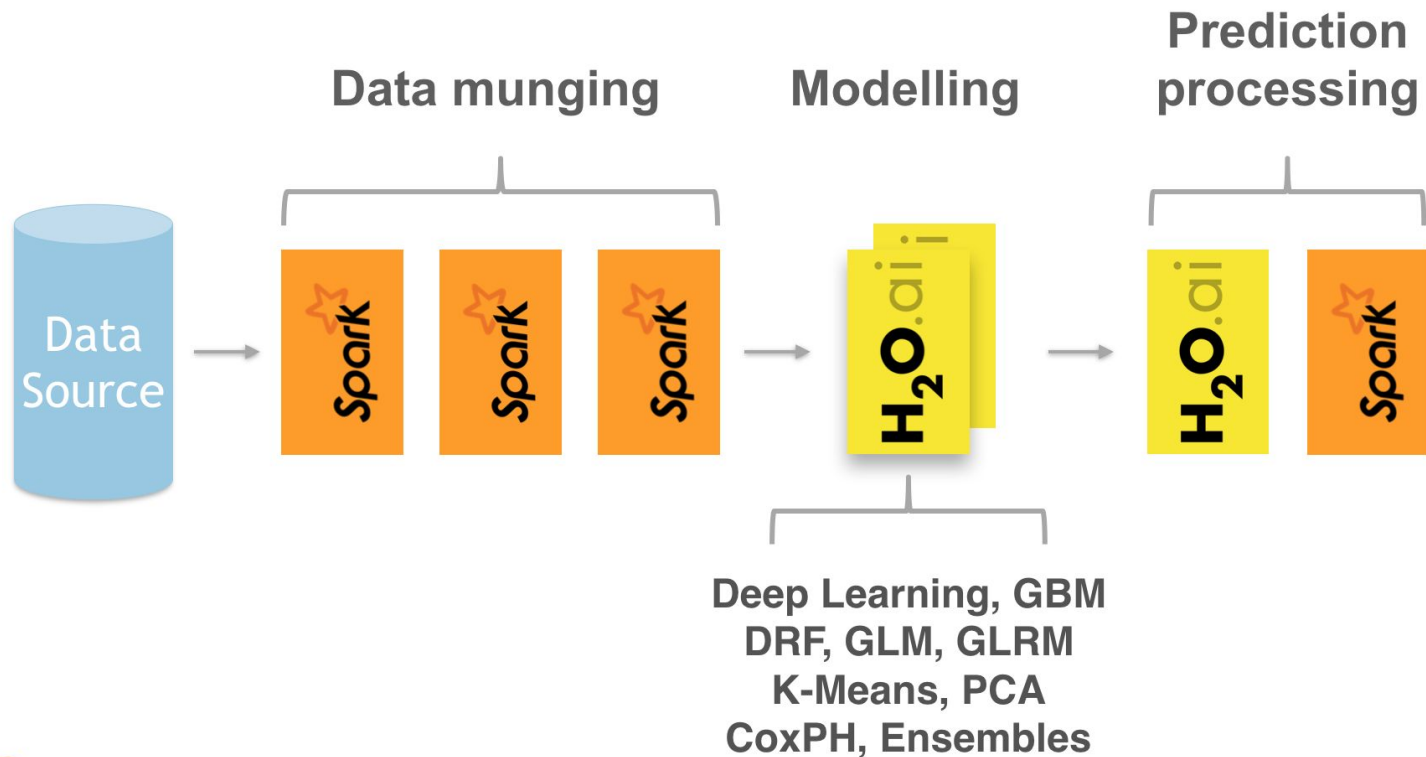 Data munging
Modelling
Prediction
processing
Data
Source
Spark
Spark
Spark
H2O.ai
ai
H2O.ai
Spark
Deep Learning, GBM
DRF, GLM, GLRM
K-Means, PCA
CoxPH, Ensembles